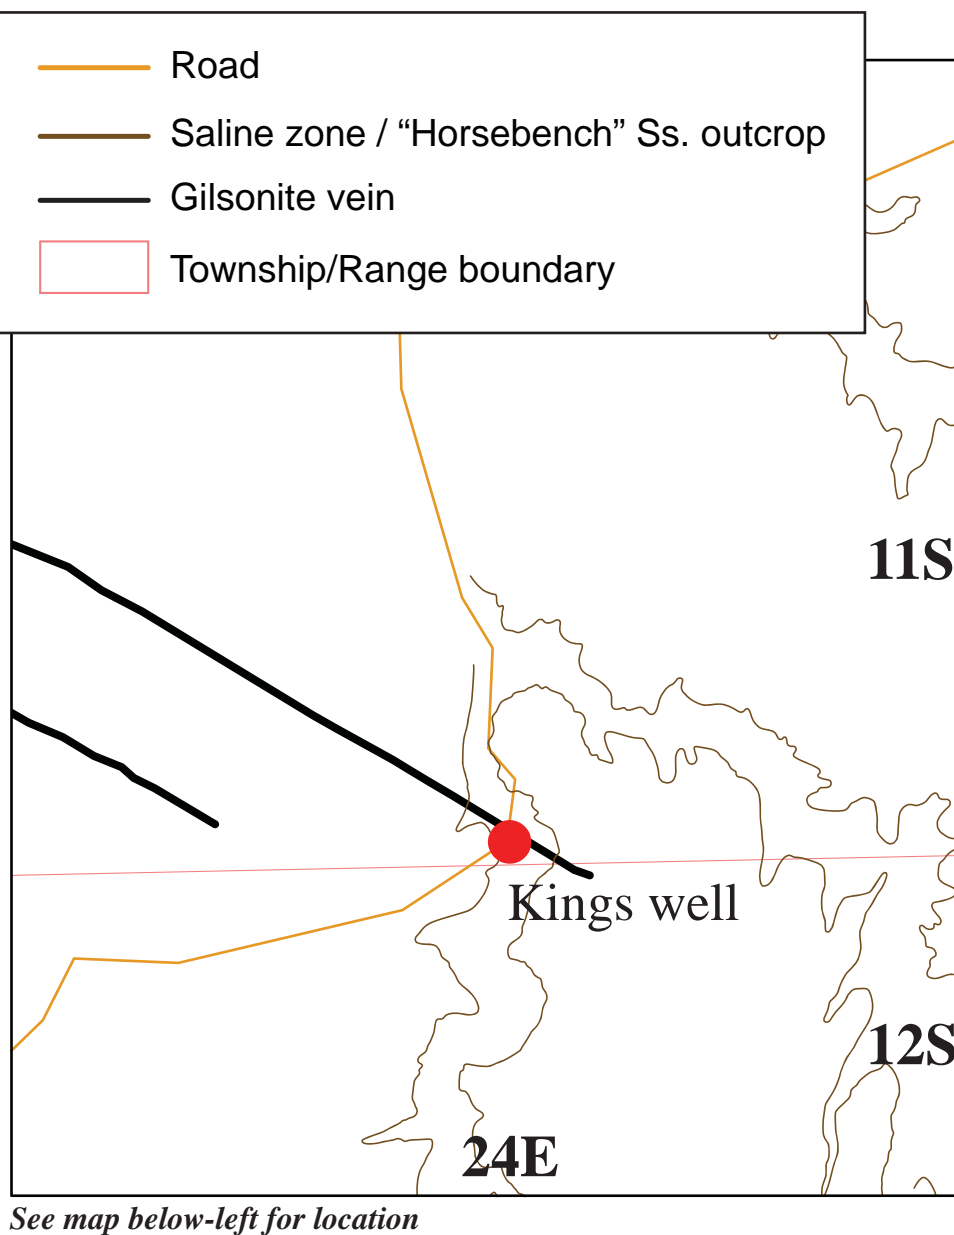 Road
Saline zone / “Horsebench” Ss. outcrop
Gilsonite vein
Township/Range boundary
11S
Kings well
12S
24E
See map below-left for location